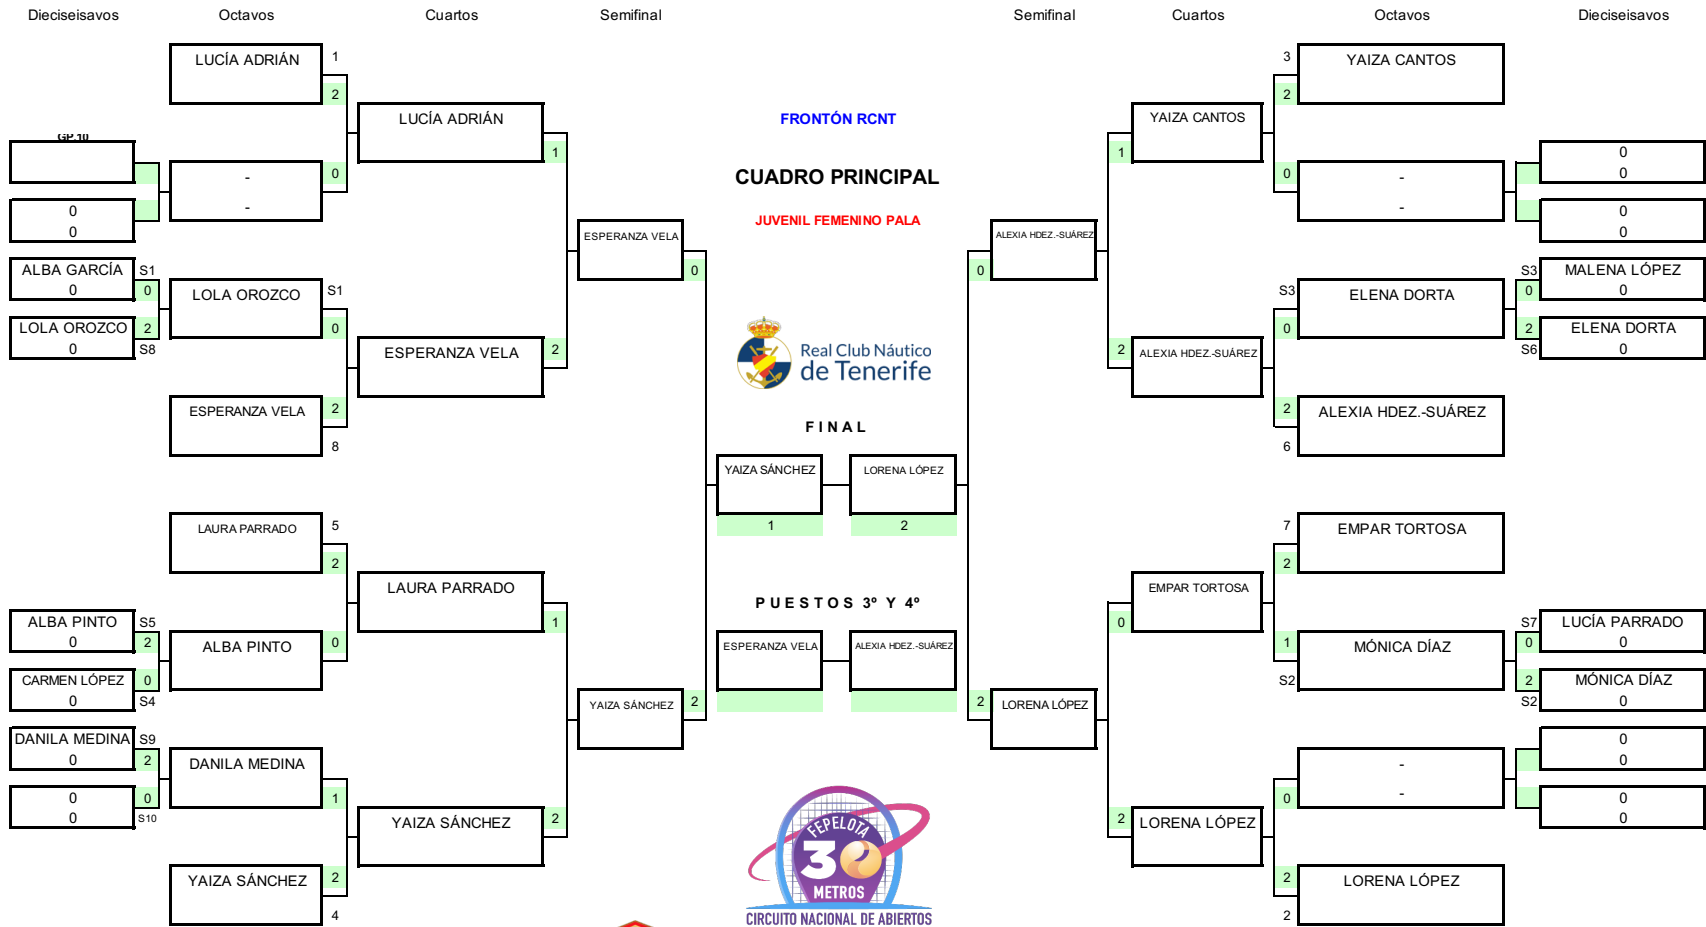 Dieciseisavos Octavos Cuartos Semifinal Semifinal Cuartos Octavos Dieciseisavos
LUCÍA ADRIÁN 1 3 YAIZA CANTOS
2 2
LUCÍA ADRIÁN FRONTÓN RCNT YAIZA CANTOS
GP.10
1 1 0
- 0 CUADRO PRINCIPAL 0 - 0
- -
0 0
0 JUVENIL FEMENINO PALA 0
ESPERANZA VELA ALEXIA HDEZ.-SUÁREZ
ALBA GARCÍA S1 0 0 S3 MALENA LÓPEZ
0 0 LOLA OROZCO S1 S3 ELENA DORTA 0 0
LOLA OROZCO 2 0 0 2 ELENA DORTA
0 S8 ESPERANZA VELA 2 Real Club Náutico 2 ALEXIA HDEZ.-SUÁREZ S6 0
de Tenerife
ESPERANZA VELA 2 2 ALEXIA HDEZ.-SUÁREZ
8 FINAL 6
YAIZA SÁNCHEZ LORENA LÓPEZ
LAURA PARRADO 5 1 2 7 EMPAR TORTOSA
2 2
LAURA PARRADO EMPAR TORTOSA
PUESTOS 3º Y 4º
ALBA PINTO S5 1 0 S7 LUCÍA PARRADO
0 2 ALBA PINTO 0 ESPERANZA VELA ALEXIA HDEZ.-SUÁREZ 1 MÓNICA DÍAZ 0 0
CARMEN LÓPEZ 0 S2 2 MÓNICA DÍAZ
0 S4 YAIZA SÁNCHEZ 2 2 LORENA LÓPEZ S2 0
DANILA MEDINA S9 0
0 2 DANILA MEDINA - 0
-
0 0 1 0 0
0 S10 YAIZA SÁNCHEZ 2 2 LORENA LÓPEZ 0
FEPELOTA
30
METROS
YAIZA SÁNCHEZ 2 2 LORENA LÓPEZ
4 CIRCUITO NACIONAL DE ABIERTOS 2